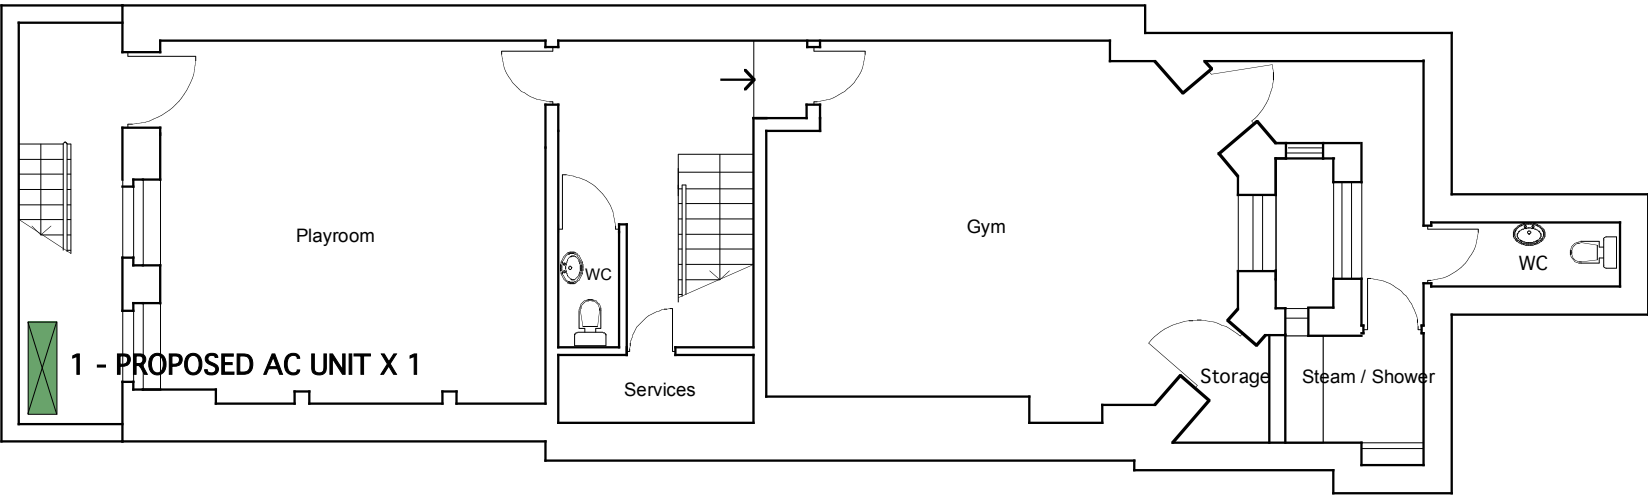 Playroom
WC
Gym
WC
1 - PROPOSED AC UNIT X 1
Services
Storage
Steam / Shower